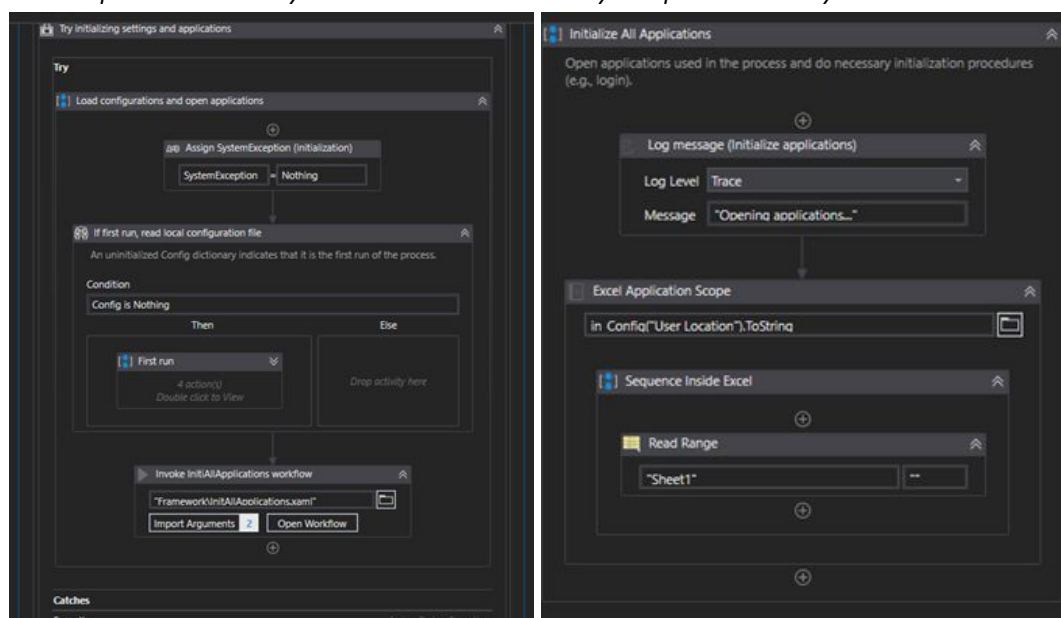 Try initializing settings and applications
Try
Load configurations and open applications
Assign SystemException (initialization)
SystemException = Nothing
If first run, read local configuration file
An uninitialized Config dictionary indicates that it is the first run of the process.
Condition
Config is Nothing
Then Else
First run
4 action(s)
Double click to View
Drop activity here
Invoke InitiAllApplications workflow
"Framework\InitAllApplications.xaml"
Import Arguments 2 Open Workflow
Catches
Initialize All Applications
Open applications used in the process and do necessary initialization procedures
(e.g., login).
Log message (Initialize applications)
Log Level Trace
Message "Opening applications..."
Excel Application Scope
in_Config("User Location").ToString
Sequence Inside Excel
Read Range
"Sheet1" ""